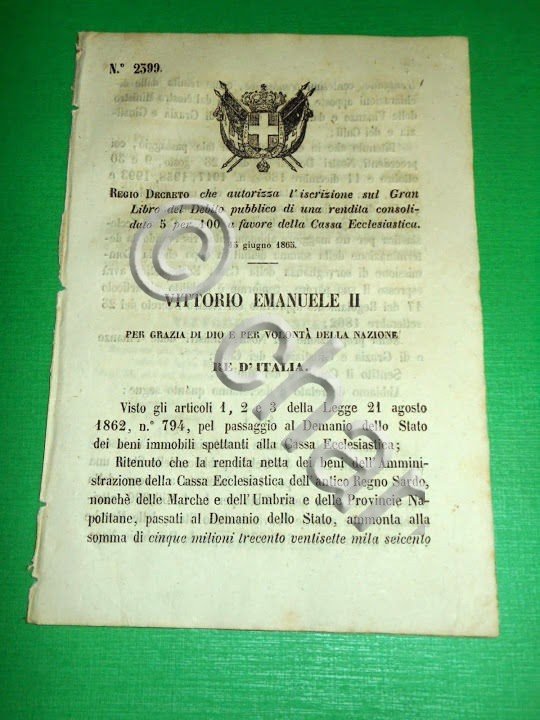 N.° 2399.
REGIO DECRETO che autorizza l'iscrizione sul Gran
Libro del Debito pubblico di una rendita consoli-
dato 5 per 100 a favore della Cassa Ecclesiastica.
15 giugno 1865.
VITTORIO EMANUELE II
PER GRAZIA DI DIO E PER VOLONTÀ DELLA NAZIONE
RE D'ITALIA.
Visto gli articoli 1, 2 e 3 della Legge 21 agosto
1862, n.° 794, pel passaggio al Demanio dello Stato
dei beni immobili spettanti alla Cassa Ecclesiastica;
Ritenuto che la rendita netta dei beni dell'Ammini-
strazione della Cassa Ecclesiastica dell'antico Regno Sardo,
nonchè delle Marche e dell'Umbria e delle Provincie Na-
politane, passati al Demanio dello Stato, ammonta alla
somma di cinque milioni trecento ventisette mila seicento
©